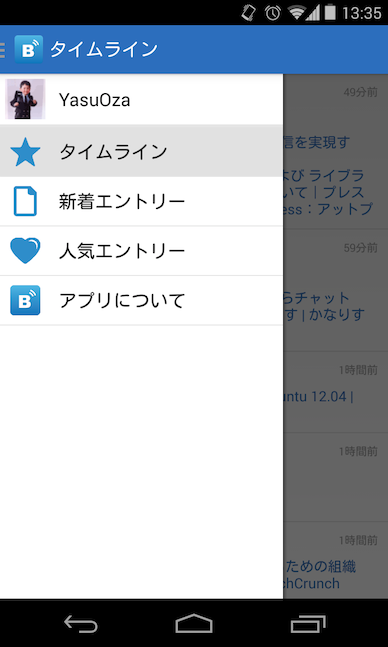 13:35
タイムライン
YasuOza
タイムライン
新着エントリー
人気エントリー
アプリについて
49分前
信を実現す
よび ライブラ
いて | プレス
ess：アットプ
59分前
らチャット
す | かなりす
1時間前
untu 12.04 |
1時間前
1時間前
ための組織
chCrunch